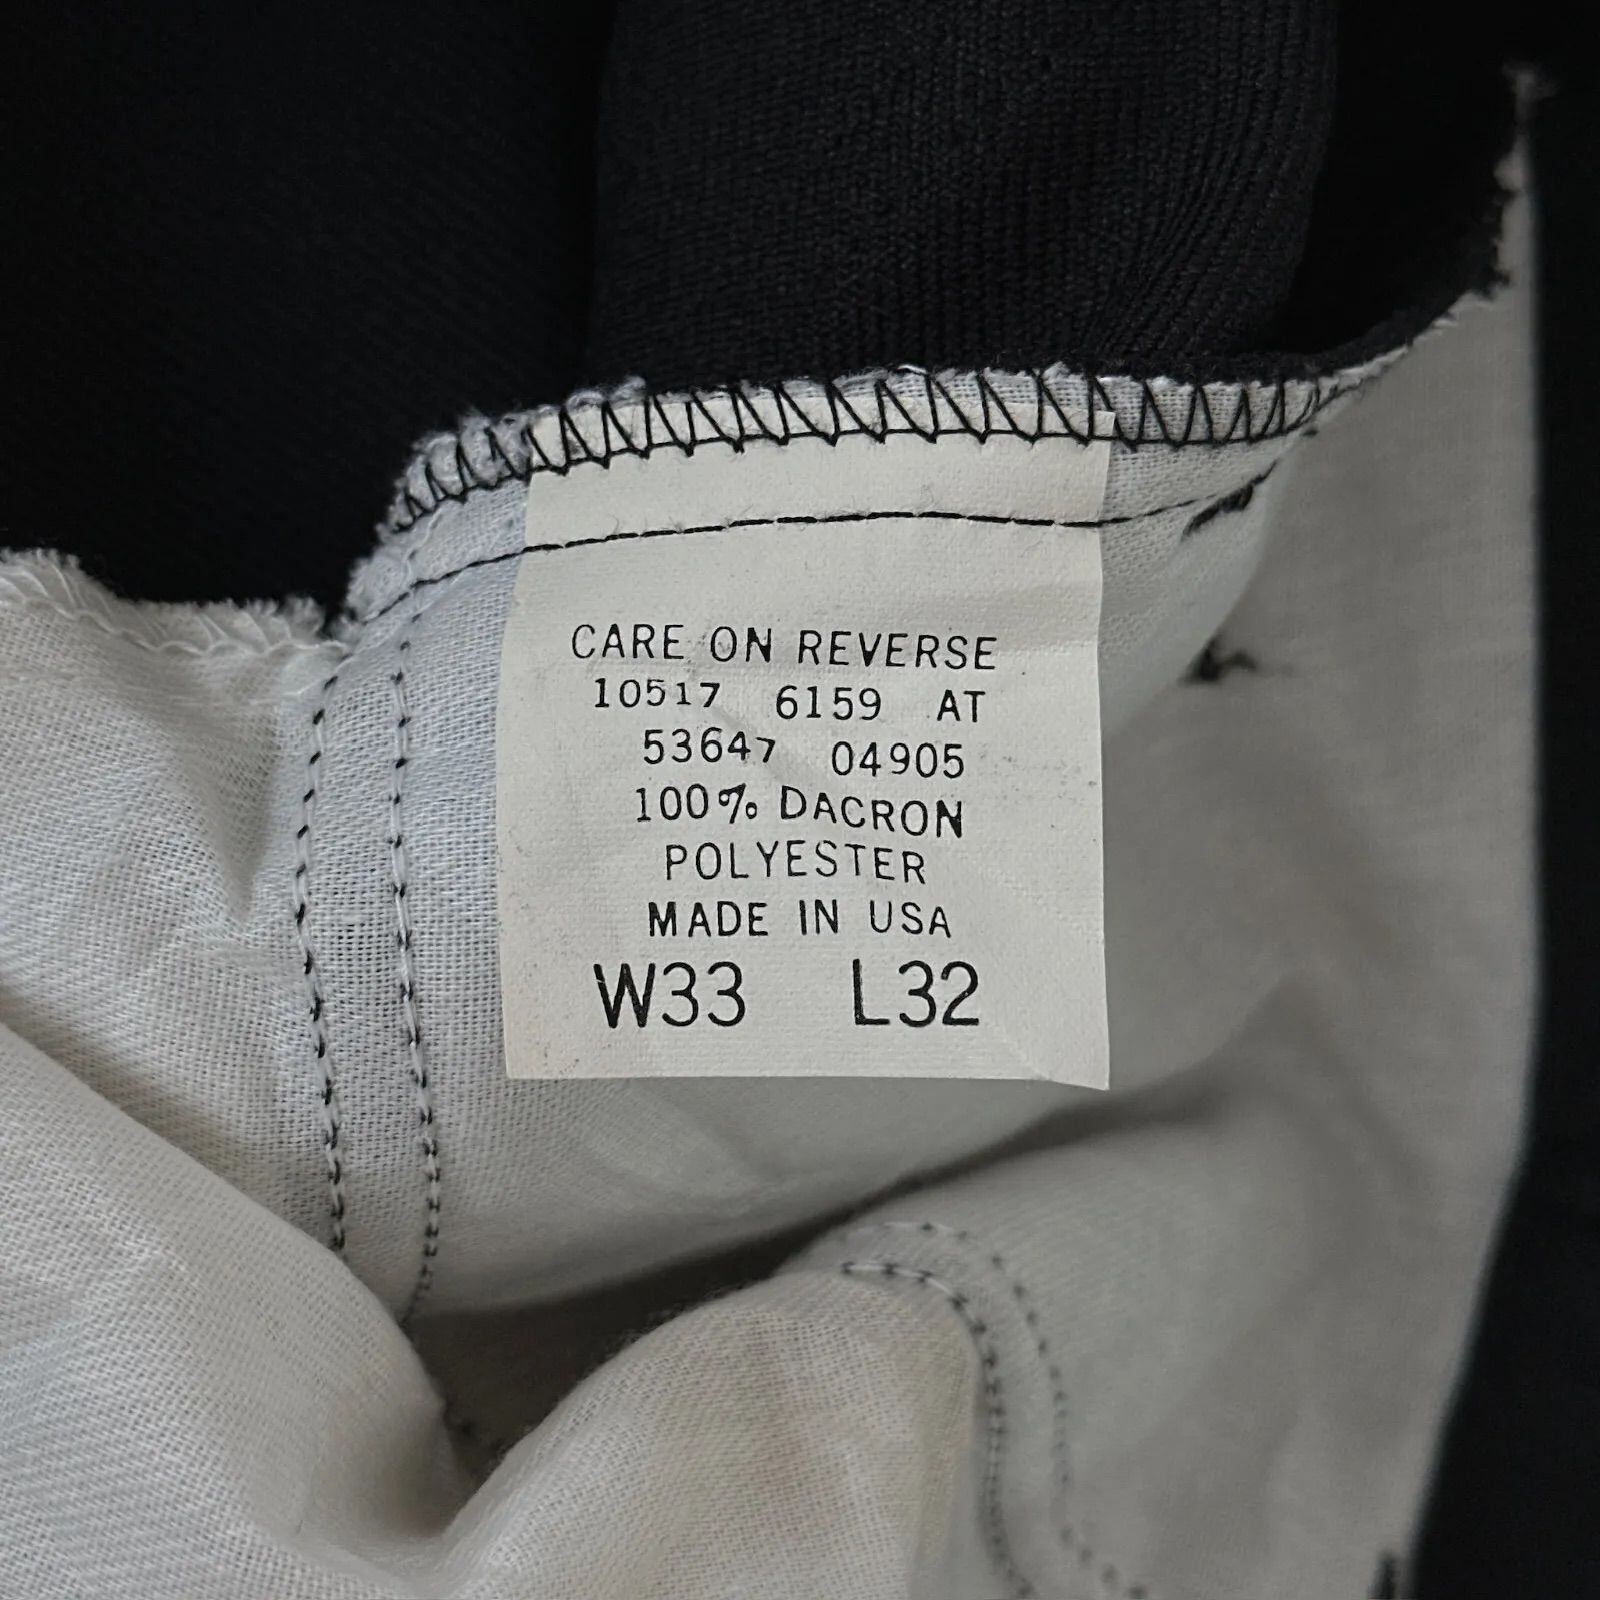 CARE ON REVERSE
10517 6159 AT
53647 04905
100% DACRON
POLYESTER
MADE IN USA
W33 L32